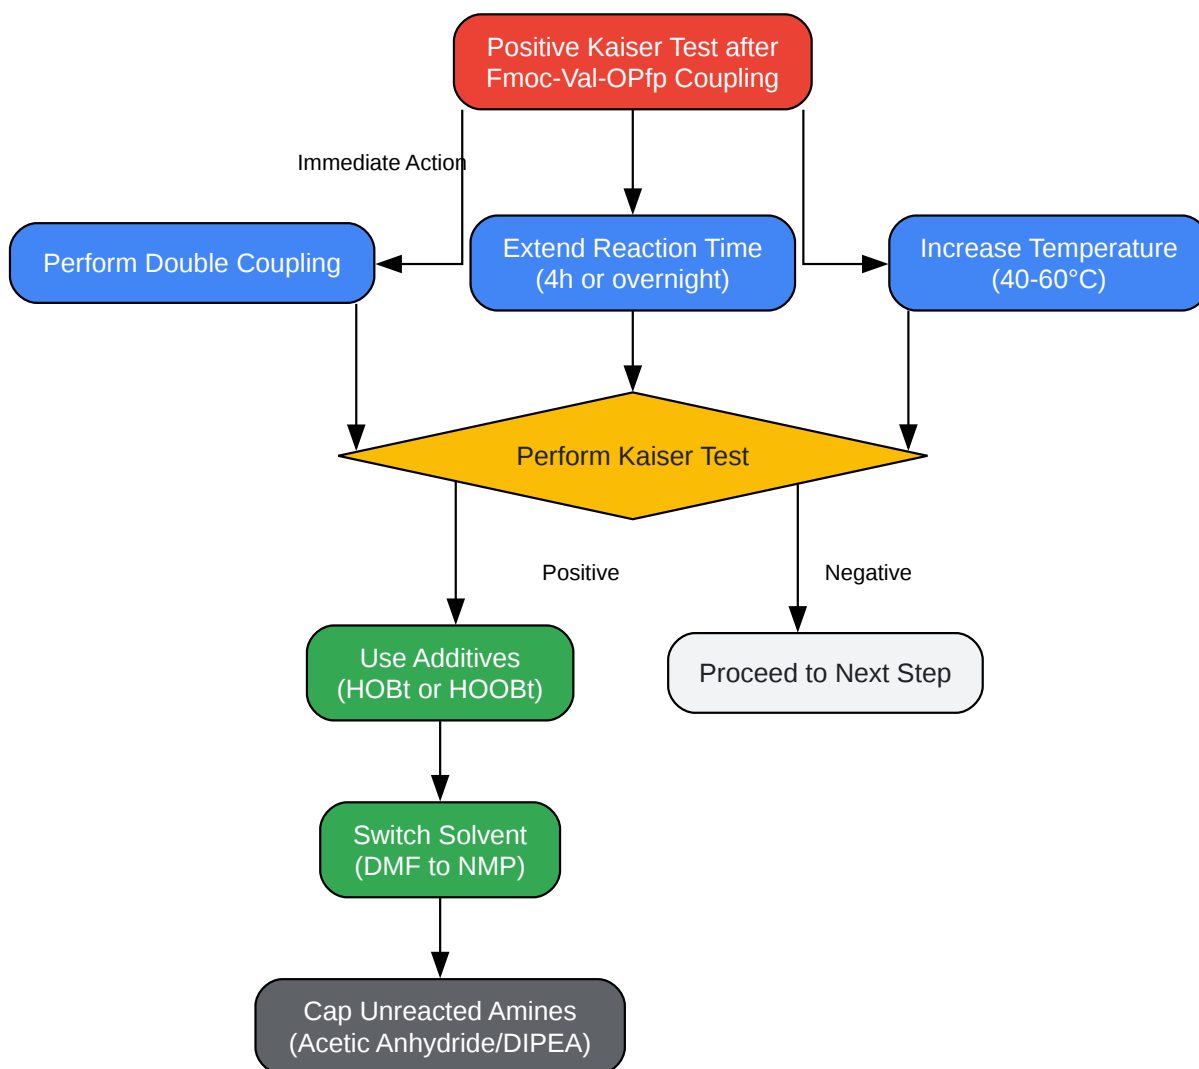 Positive Kaiser Test after
Fmoc-Val-OPfp Coupling
Immediate Action
Perform Double Coupling
Extend Reaction Time
(4h or overnight)
Increase Temperature
(40-60°C)
Perform Kaiser Test
Positive
Negative
Use Additives
(HOBt or HOOBt)
Proceed to Next Step
Switch Solvent
(DMF to NMP)
Cap Unreacted Amines
(Acetic Anhydride/DIPEA)